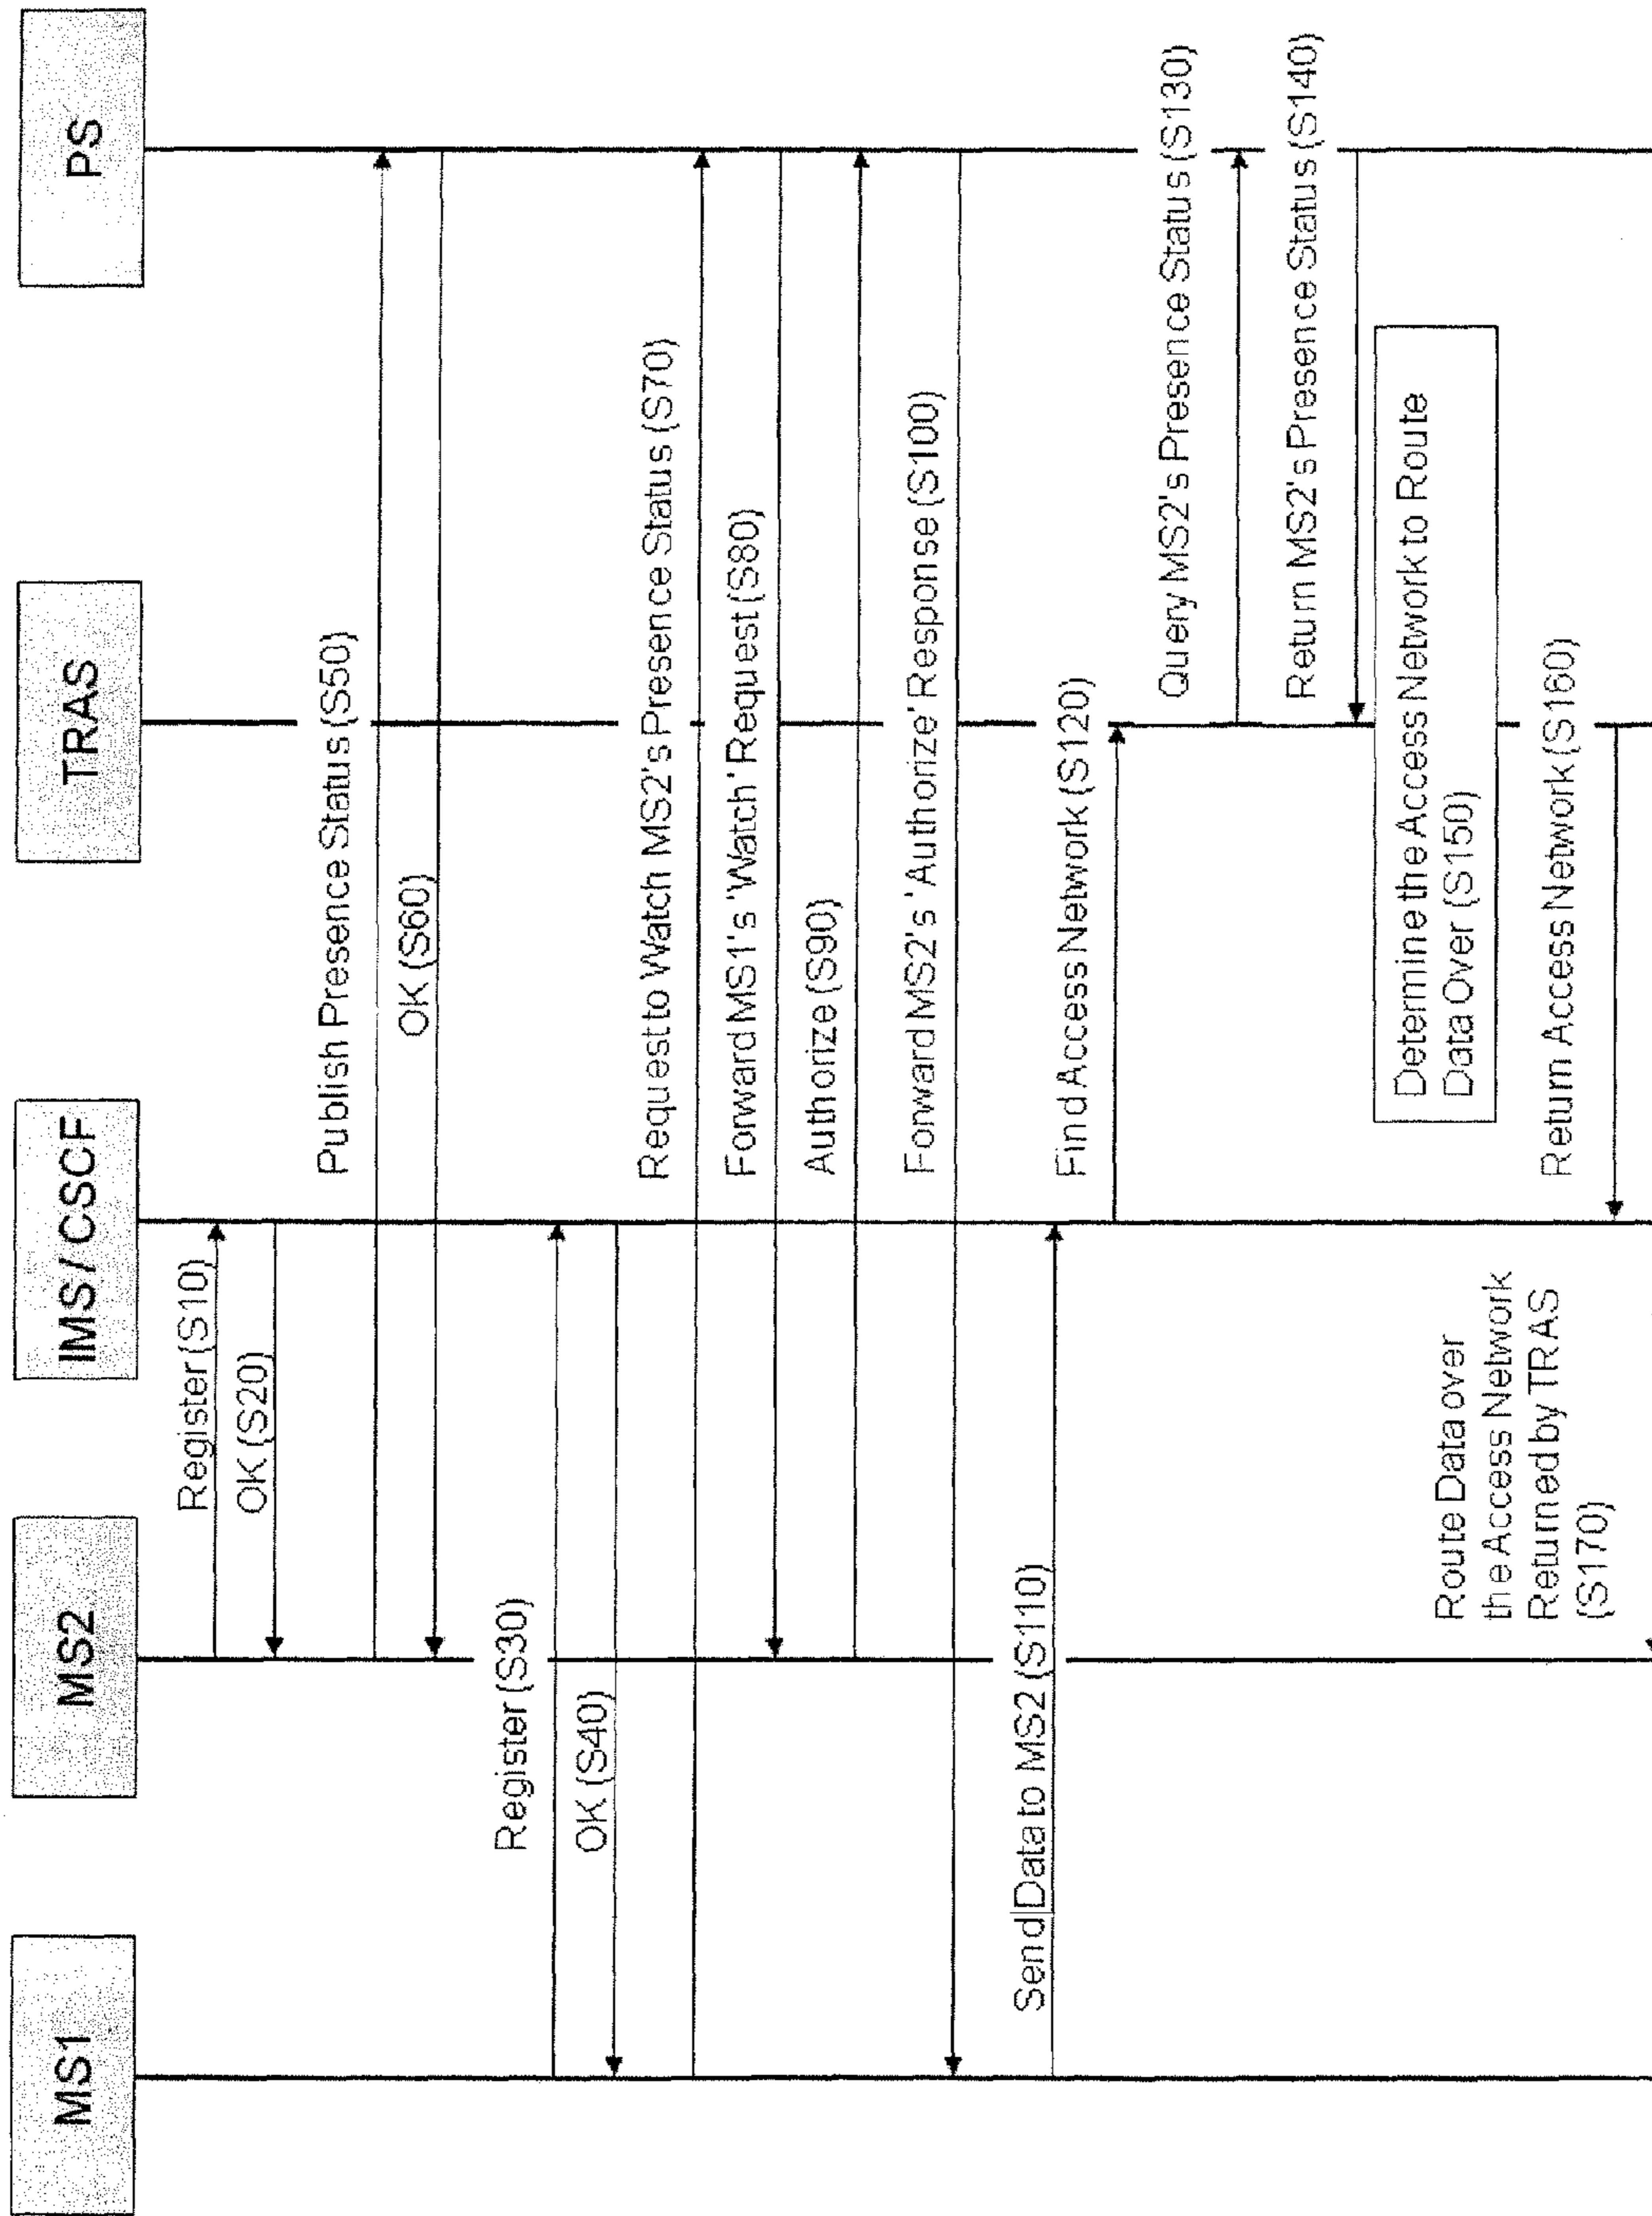 MS1
MS2
IMS / CSCF
TRAS
PS
Register (S10)
OK (S20)
Publish Presence Status (S50)
OK (S60)
Register (S30)
OK (S40)
Request to Watch MS2's Presence Status (S70)
Forward MS1's 'Watch' Request (S80)
Authorize (S90)
Forward MS2's 'Authorize' Response (S100)
Send Data to MS2 (S110)
Find Access Network (S120)
Query MS2's Presence Status (S130)
Return MS2's Presence Status (S140)
Determine the Access Network to Route
Data Over (S150)
Return Access Network (S160)
Route Data over
the Access Network
Returned by TRAS
(S170)